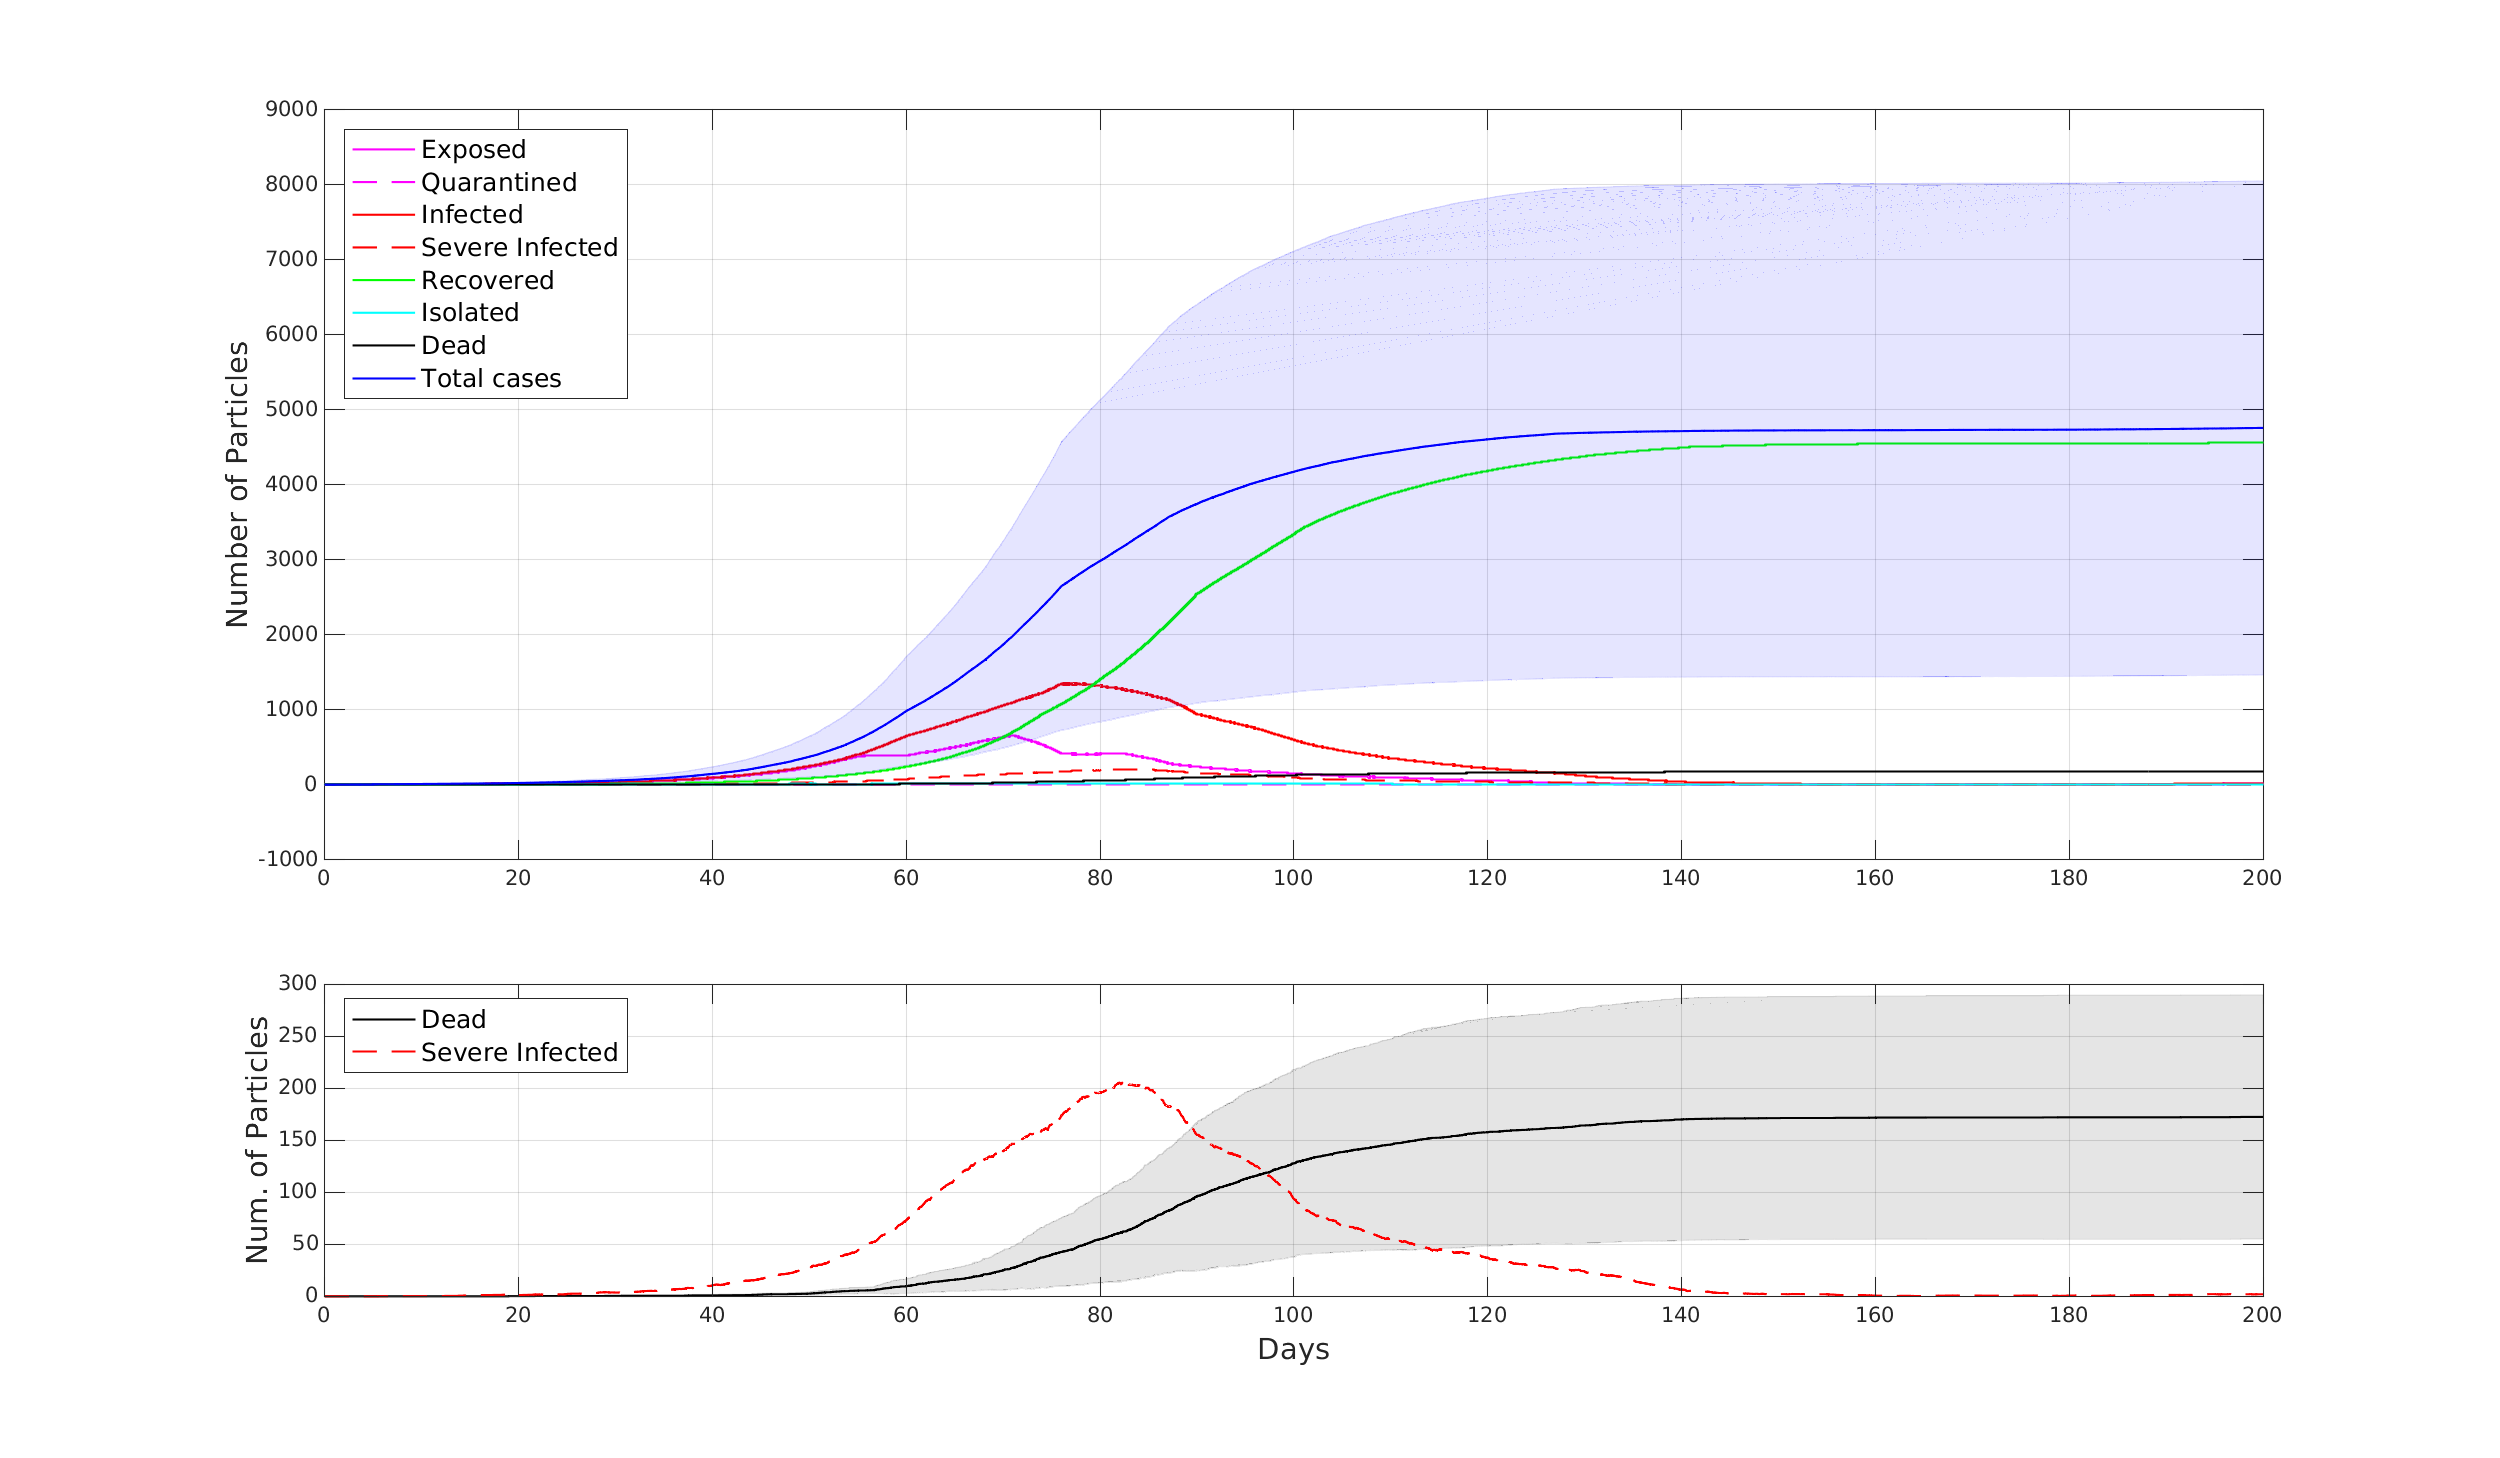 9000
8000
7000
6000
5000
4000
3000
2000
1000
0
-1000
Number of Particles
Exposed
Quarantined
Infected
Severe Infected
Recovered
Isolated
Dead
Total cases
0 20 40 60 80 100 120 140 160 180 200
300
250
200
150
100
50
0
Num. of Particles
Dead
Severe Infected
0 20 40 60 80 100 120 140 160 180 200
Days